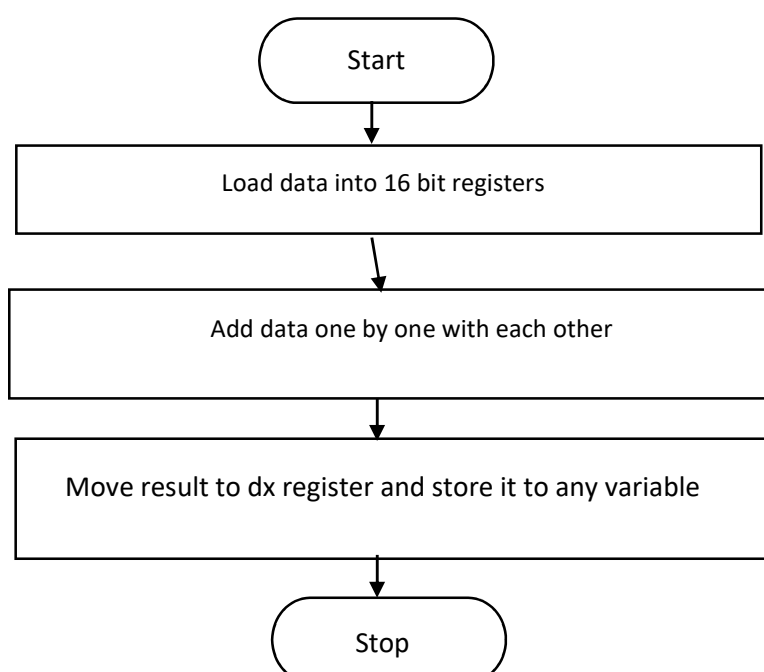 Start
Load data into 16 bit registers
Add data one by one with each other
Move result to dx register and store it to any variable
Stop